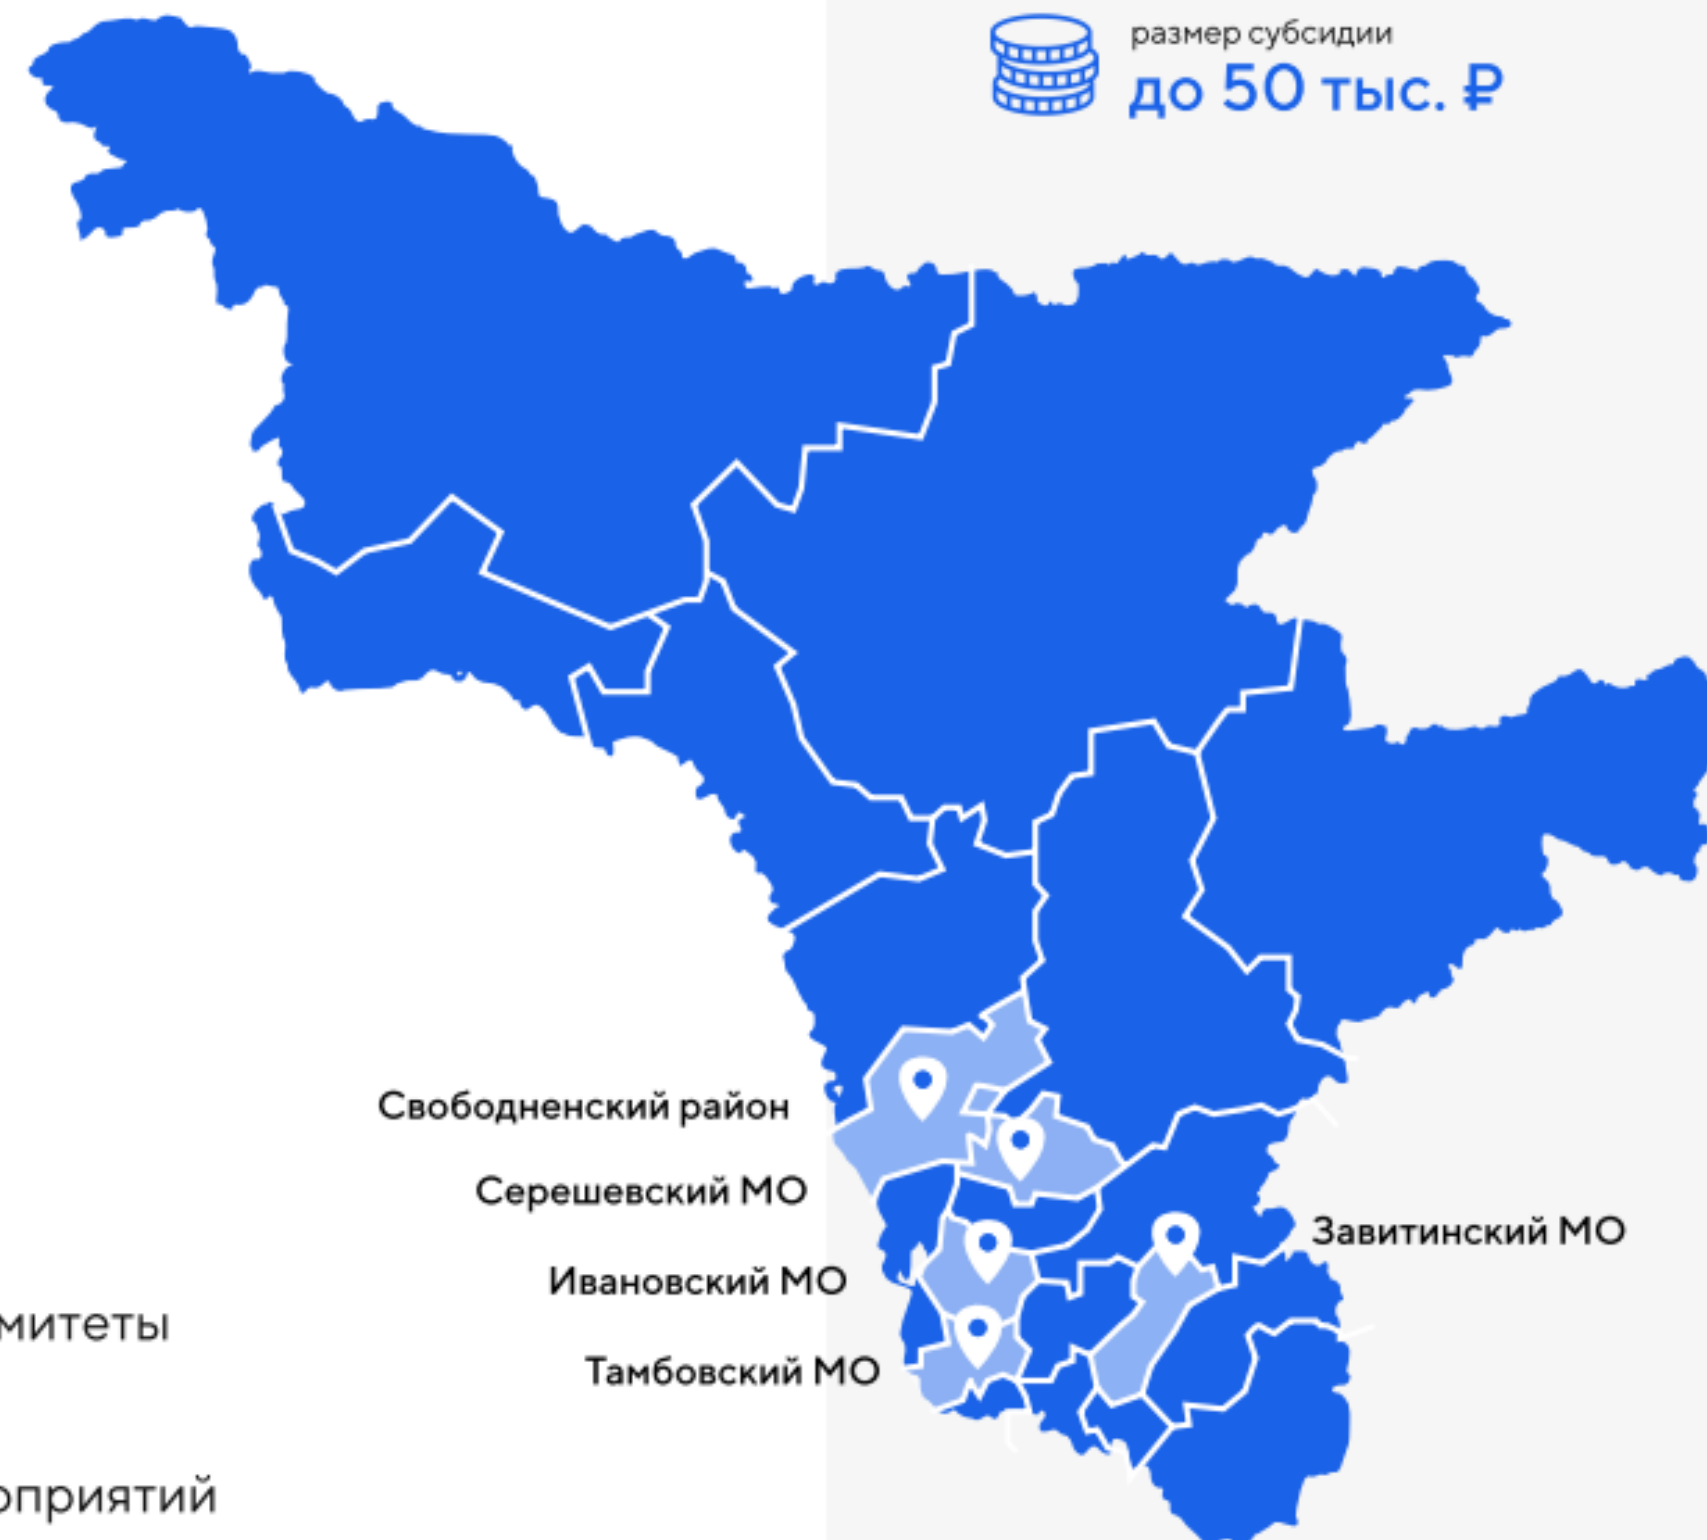 размер субсидии
до 50 тыс. ₽
Свободненский район
Серешевский МО
Завитинский МО
Ивановский МО
митеты
Тамбовский МО
оприятий